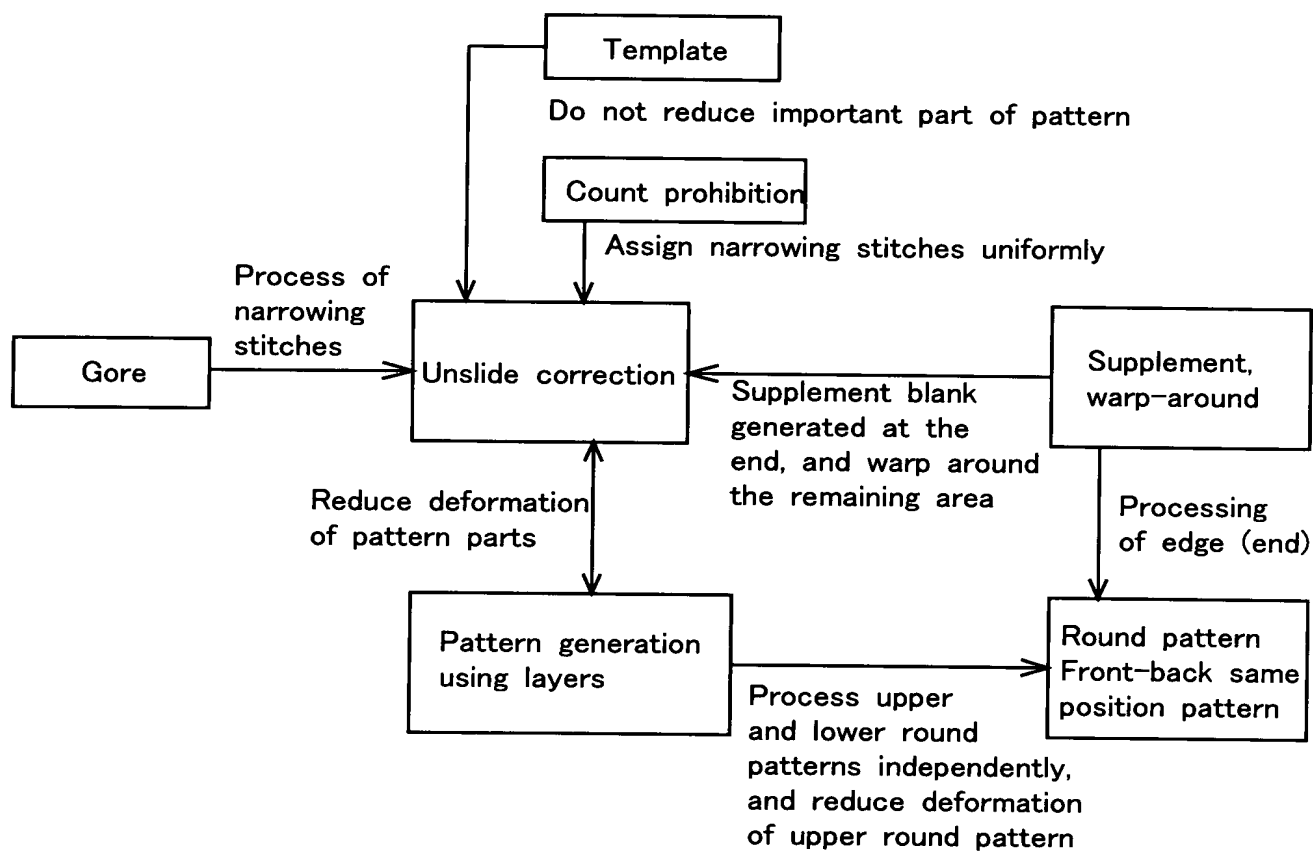 Template
Do not reduce important part of pattern
Count prohibition
Assign narrowing stitches uniformly
Process of
narrowing
stitches
Gore
Unslide correction
Supplement,
warp-around
Supplement blank
generated at the
end, and warp around
the remaining area
Reduce deformation
of pattern parts
Processing
of edge (end)
Pattern generation
using layers
Round pattern
Front-back same
position pattern
Process upper
and lower round
patterns independently,
and reduce deformation
of upper round pattern